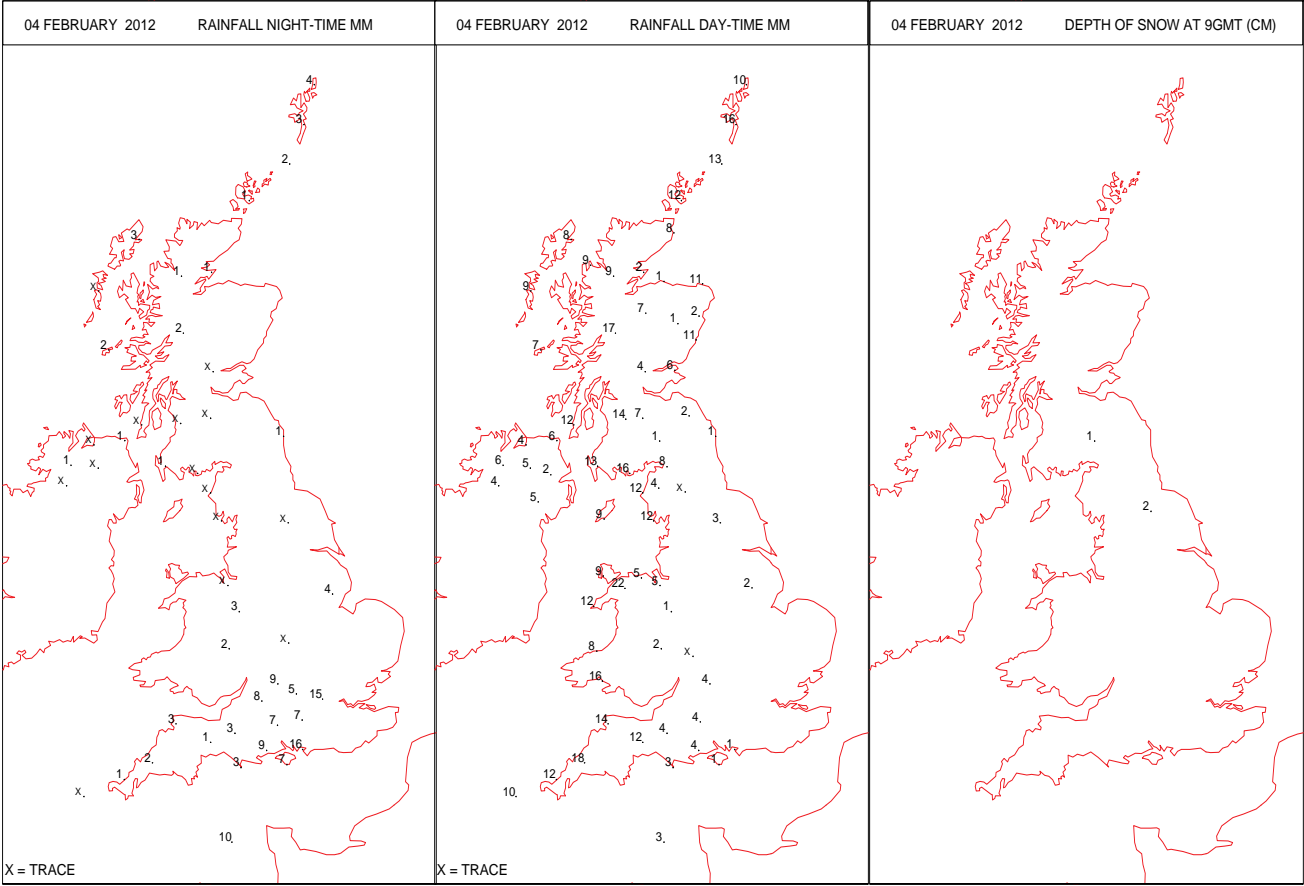 04 FEBRUARY 2012 RAINFALL NIGHT-TIME MM
4.
3.
2.
1.
3.
1. 1.
X.
2.
2.
X.
X. X. X.
1. X. 1.
1. X. 1. X.
X. X.
X. X.
X. 4.
3.
2. X.
9. 5.
8. 15.
3. 7. 7.
3. 1.
9. 16.
2. 3. 7.
1.
X.
10.
X = TRACE
04 FEBRUARY 2012 RAINFALL DAY-TIME MM
10.
16.
13.
12.
8. 8.
9. 9. 2.
1. 11.
9.
7. 2.
1.
17. 11.
7.
4. 6.
14. 7. 2.
12.
4. 6. 1. 1.
6. 5. 13. 8.
2. 16.
4. 12. 4. X.
5.
9. 12. 3.
9. 5.
22. 5. 2.
12. 1.
8. 2. X.
16. 4.
14. 4.
4.
12. 4. 1.
18. 3. 1.
12.
10.
3.
X = TRACE
04 FEBRUARY 2012 DEPTH OF SNOW AT 9GMT (CM)
1.
2.